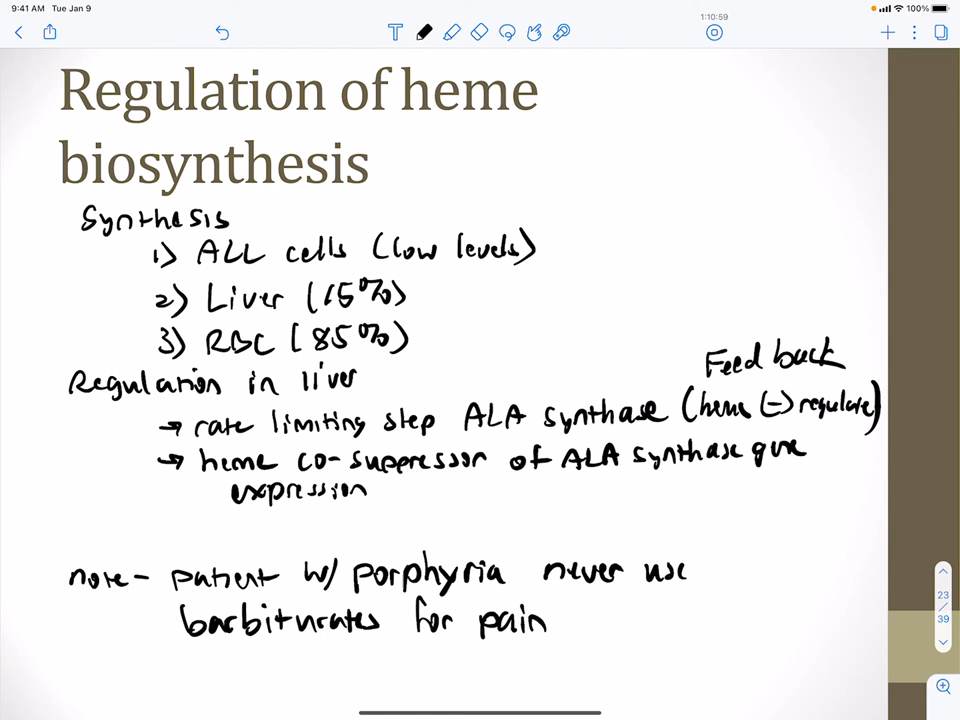 9:41 AM Tue Jan 9
100%
1:10:59
T
Regulation of heme
biosynthesis
Synthesis
1) ALL cells (low levels)
2) Liver (15%)
3) RBC (85%)
Regulation in liver
Feedback
→ rate limiting step ALA synthase (heme (-) regulate)
→ heme co-suppressor of ALA synthase gene
expression
note - patient w/ porphyria never use
barbiturates for pain
23
/
39